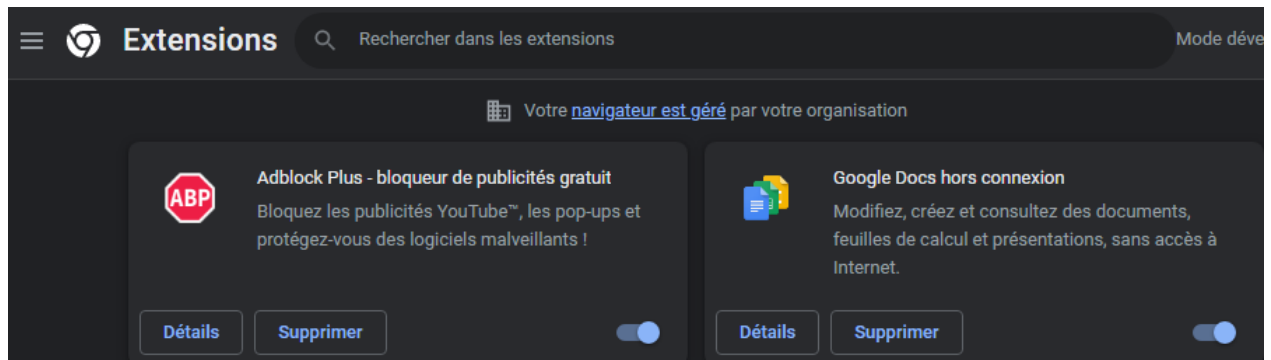 Extensions
Rechercher dans les extensions
Mode déve
Votre navigateur est géré par votre organisation
ABP
Adblock Plus - bloqueur de publicités gratuit
Bloquez les publicités YouTube™, les pop-ups et
protégez-vous des logiciels malveillants !
Détails
Supprimer
Google Docs hors connexion
Modifiez, créez et consultez des documents,
feuilles de calcul et présentations, sans accès à
Internet.
Détails
Supprimer